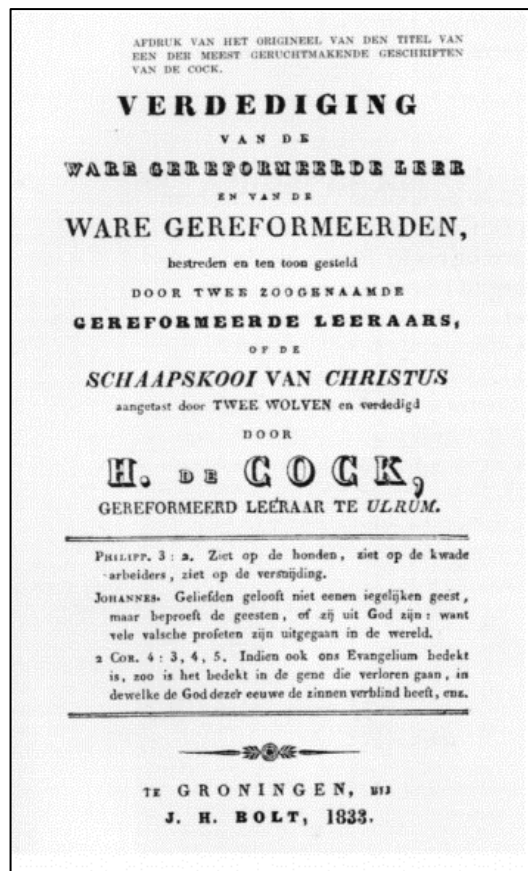 AFDRUK VAN HET ORIGINEEL VAN DEN TITEL VAN
EEN DER MEEST GERUCHTMAKENDE GESCHRIFTEN
VAN DE COCK.
VERDEDIGING
VAN DE
WARE GEREFORMEERDE LEER
EN VAN DE
WARE GEREFORMEERDEN,
bestreden en ten toon gesteld
DOOR TWEE ZOOGENAAMDE
GEREFORMEERDE LEERAARS,
OF DE
SCHAAPSKOOI VAN CHRISTUS
aangetast door TWEE WOLVEN en verdedigd
DOOR
H. DE COCK,
GEREFORMEERD LEERAAR TE ULRUM.
PHILIPP. 3 : 2. Ziet op de honden, ziet op de kwade
arbeiders, ziet op de versnijding.
JOHANNES. Geliefden gelooft niet eenen iegelijken geest,
maar beproeft de geesten, of zij uit God zijn: want
vele valsche profeten zijn uitgegaan in de wereld.
2 COR. 4 : 3, 4, 5. Indien ook ons Evangelium bedekt
is, zoo is het bedekt in de gene die verloren gaan, in
dewelke de God dezer eeuwe de zinnen verblind heeft, enz.
TE GRONINGEN, BIJ
J. H. BOLT, 1833.